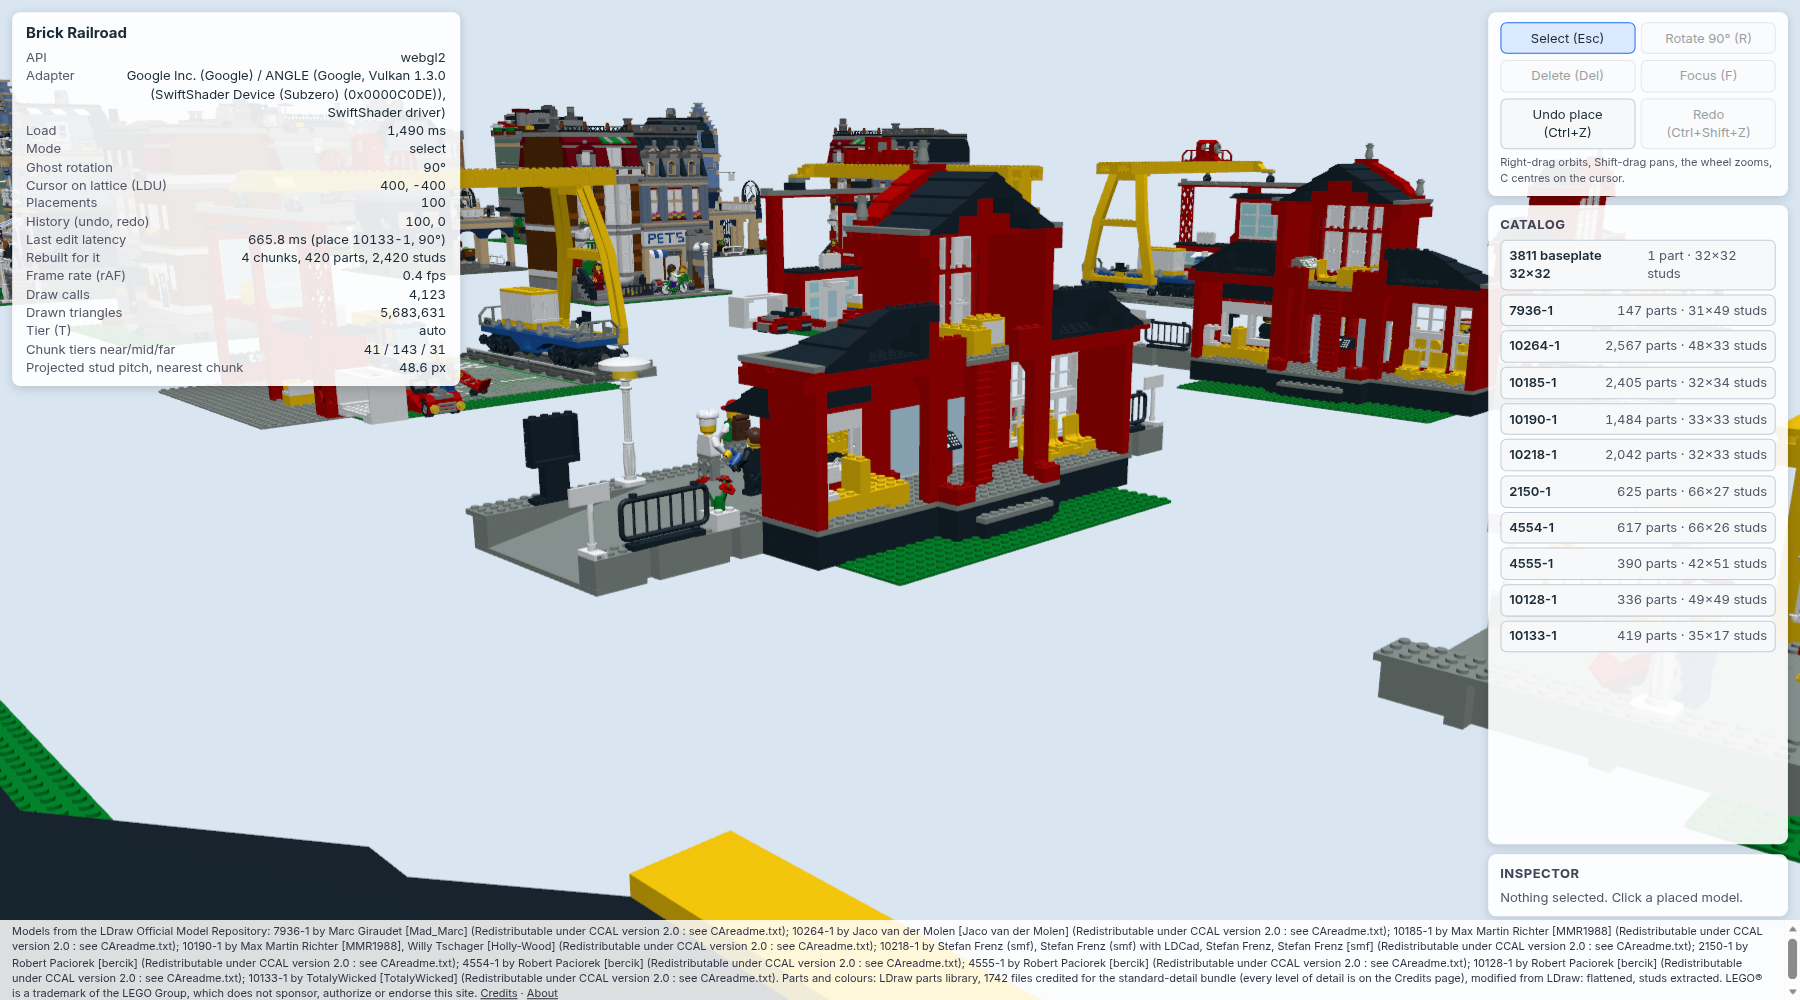 Brick Railroad
API webgl2
Adapter Google Inc. (Google) / ANGLE (Google, Vulkan 1.3.0
(SwiftShader Device (Subzero) (0x0000C0DE)),
SwiftShader driver)
Load 1,490 ms
Mode select
Ghost rotation 90°
Cursor on lattice (LDU) 400, -400
Placements 100
History (undo, redo) 100, 0
Last edit latency 665.8 ms (place 10133-1, 90°)
Rebuilt for it 4 chunks, 420 parts, 2,420 studs
Frame rate (rAF) 0.4 fps
Draw calls 4,123
Drawn triangles 5,683,631
Tier (T) auto
Chunk tiers near/mid/far 41 / 143 / 31
Projected stud pitch, nearest chunk 48.6 px
PETS
Select (Esc) Rotate 90° (R)
Delete (Del) Focus (F)
Undo place
(Ctrl+Z)
Redo
(Ctrl+Shift+Z)
Right-drag orbits, Shift-drag pans, the wheel zooms,
C centres on the cursor.
CATALOG
3811 baseplate
32×32
1 part · 32×32
studs
7936-1 147 parts · 31×49 studs
10264-1 2,567 parts · 48×33 studs
10185-1 2,405 parts · 32×34 studs
10190-1 1,484 parts · 33×33 studs
10218-1 2,042 parts · 32×33 studs
2150-1 625 parts · 66×27 studs
4554-1 617 parts · 66×26 studs
4555-1 390 parts · 42×51 studs
10128-1 336 parts · 49×49 studs
10133-1 419 parts · 35×17 studs
INSPECTOR
Nothing selected. Click a placed model.
Models from the LDraw Official Model Repository: 7936-1 by Marc Giraudet [Mad_Marc] (Redistributable under CCAL version 2.0 : see CAreadme.txt); 10264-1 by Jaco van der Molen [Jaco van der Molen] (Redistributable under CCAL version 2.0 : see CAreadme.txt); 10185-1 by Max Martin Richter [MMR1988] (Redistributable under CCAL
version 2.0 : see CAreadme.txt); 10190-1 by Max Martin Richter [MMR1988], Willy Tschager [Holly-Wood] (Redistributable under CCAL version 2.0 : see CAreadme.txt); 10218-1 by Stefan Frenz (smf), Stefan Frenz (smf) with LDCad, Stefan Frenz, Stefan Frenz [smf] (Redistributable under CCAL version 2.0 : see CAreadme.txt); 2150-1 by
Robert Paciorek [bercik] (Redistributable under CCAL version 2.0 : see CAreadme.txt); 4554-1 by Robert Paciorek [bercik] (Redistributable under CCAL version 2.0 : see CAreadme.txt); 4555-1 by Robert Paciorek [bercik] (Redistributable under CCAL version 2.0 : see CAreadme.txt); 10128-1 by Robert Paciorek [bercik] (Redistributable
under CCAL version 2.0 : see CAreadme.txt); 10133-1 by TotalyWicked [TotalyWicked] (Redistributable under CCAL version 2.0 : see CAreadme.txt). Parts and colours: LDraw parts library, 1742 files credited for the standard-detail bundle (every level of detail is on the Credits page), modified from LDraw: flattened, studs extracted. LEGO®
is a trademark of the LEGO Group, which does not sponsor, authorize or endorse this site. Credits · About